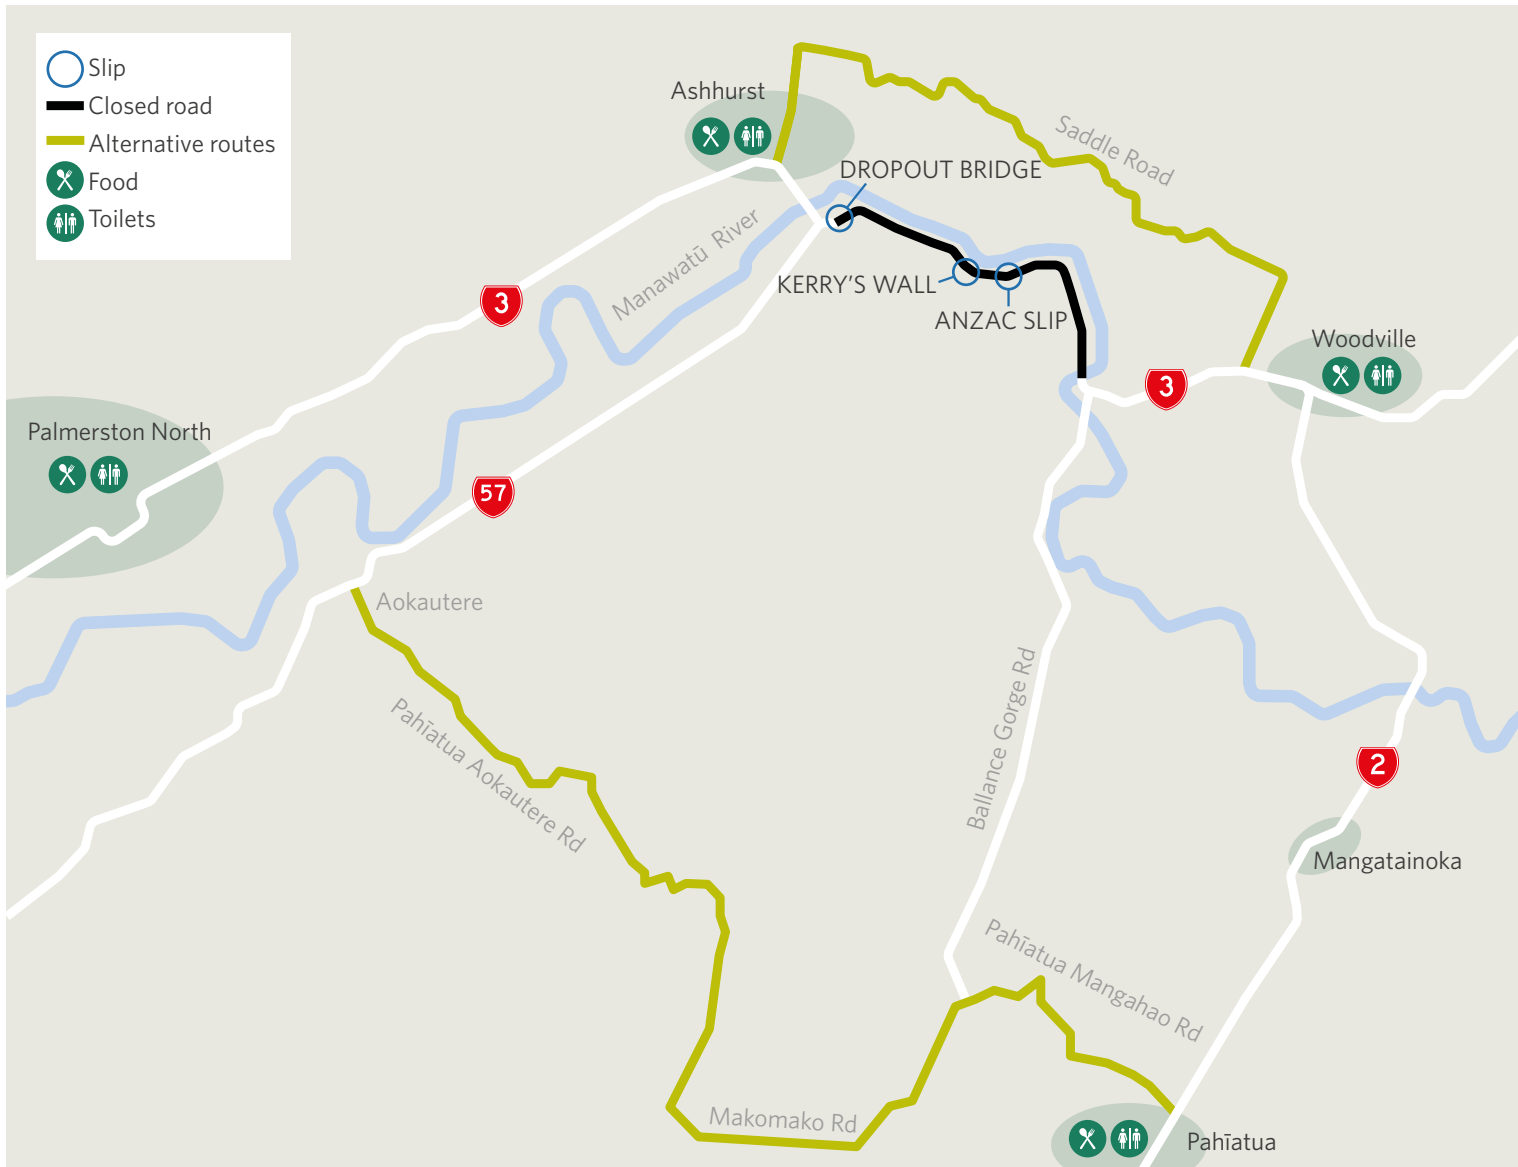 Slip
Closed road
Alternative routes
Food
Toilets
Ashhurst
Saddle Road
DROPOUT BRIDGE
Manawatū River
KERRY'S WALL
ANZAC SLIP
3
Woodville
3
Palmerston North
57
Aokautere
Ballance Gorge Rd
Pahīatua Aokautere Rd
2
Mangatainoka
Pahīatua Mangahao Rd
Makomako Rd
Pahīatua